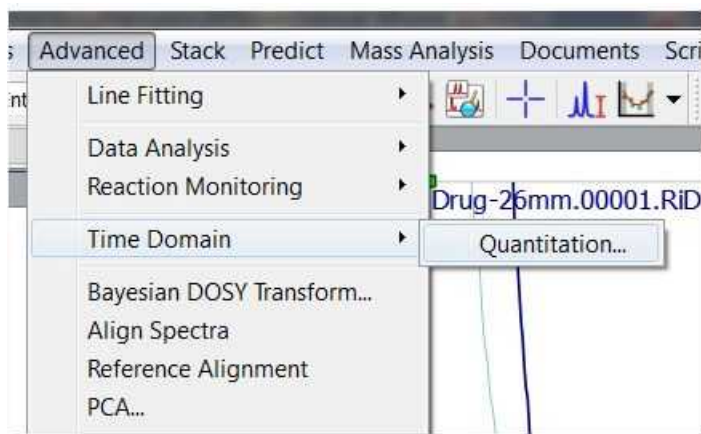 Advanced Stack Predict Mass Analysis Documents Scri
Line Fitting
Data Analysis
Reaction Monitoring
Drug-26mm.00001.RiD
Time Domain
Quantitation...
Bayesian DOSY Transform...
Align Spectra
Reference Alignment
PCA...